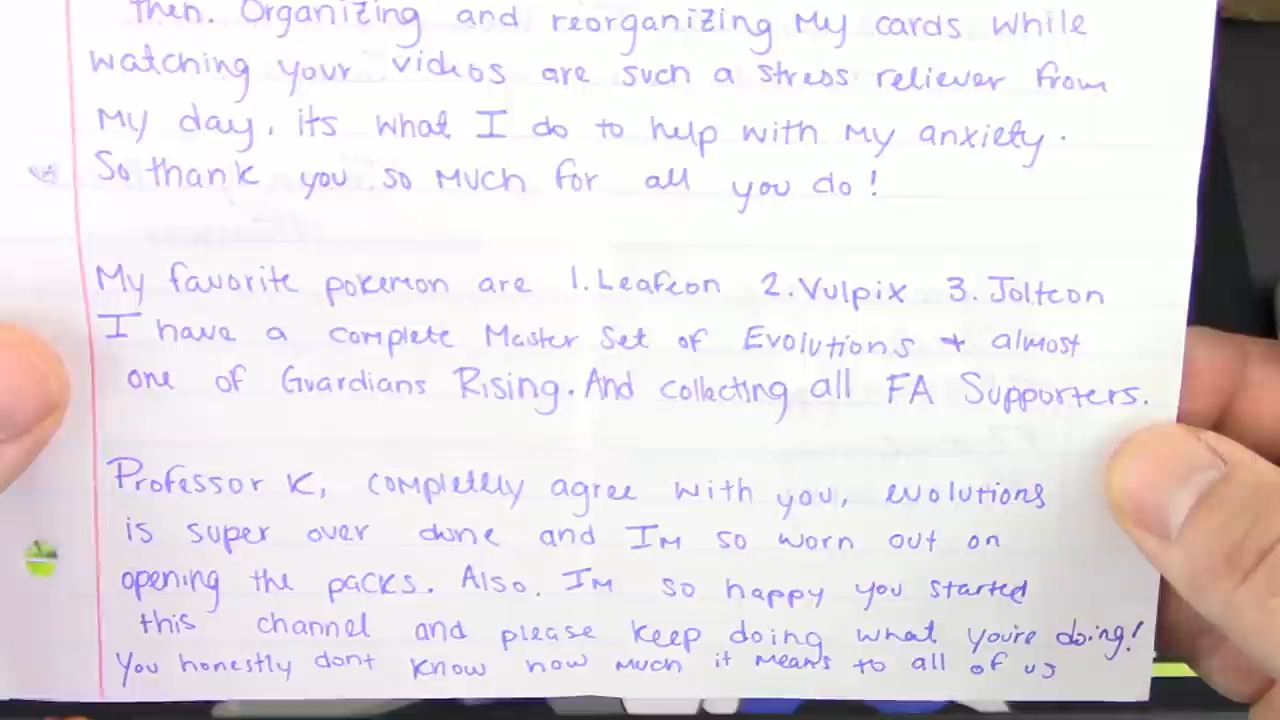 then. Organizing and reorganizing My cards while
watching your videos are such a stress reliever from
My day, its what I do to help with My anxiety.
So thank you so Much for all you do!
My favorite pokemon are 1. Leafeon 2. Vulpix 3. Jolteon
I have a complete Master Set of Evolutions + almost
one of Guardians Rising. And collecting all FA Supporters.
Professor K, completely agree with you, evolutions
is super over done and IM so worn out on
opening the packs. Also. IM so happy you started
this channel and please keep doing what you're doing!
You honestly dont know how much it means to all of us